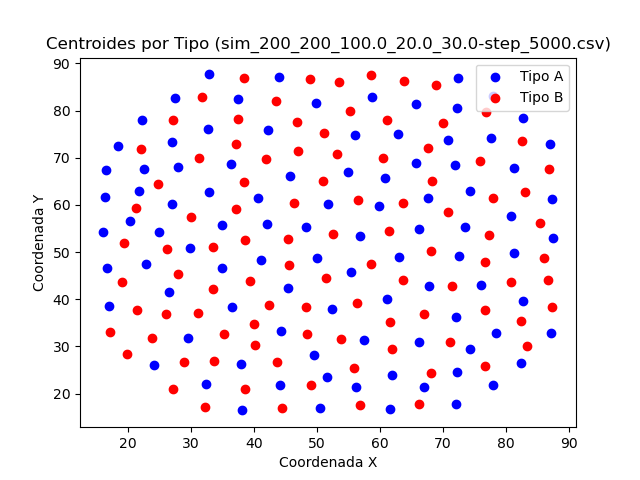 Centroides por Tipo (sim_200_200_100.0_20.0_30.0-step_5000.csv)
Tipo A
Tipo B
90
80
70
60
50
40
30
20
Coordenada Y
20 30 40 50 60 70 80 90
Coordenada X